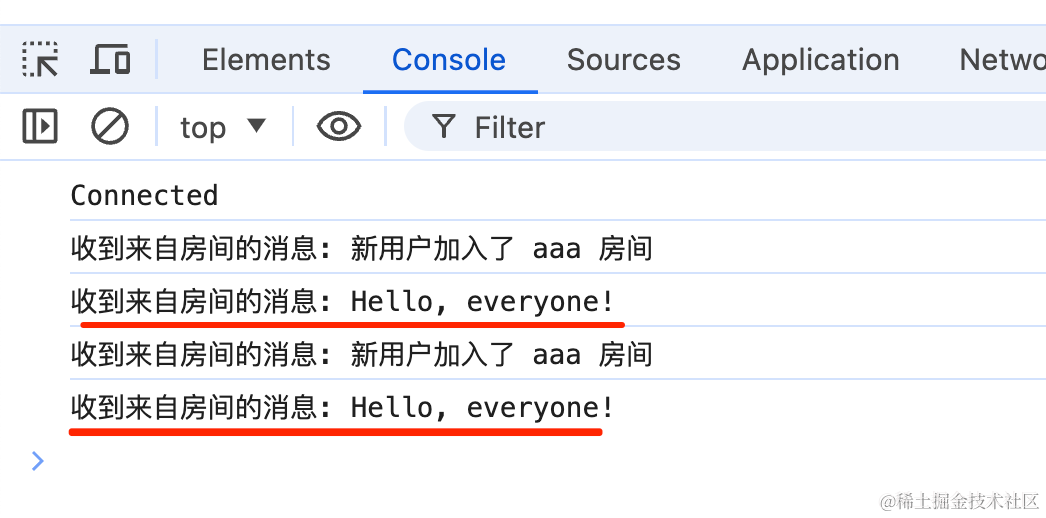 Elements Console Sources Application Netwo
top Filter
Connected
收到来自房间的消息: 新用户加入了 aaa 房间
收到来自房间的消息: Hello, everyone!
收到来自房间的消息: 新用户加入了 aaa 房间
收到来自房间的消息: Hello, everyone!
@稀土掘金技术社区